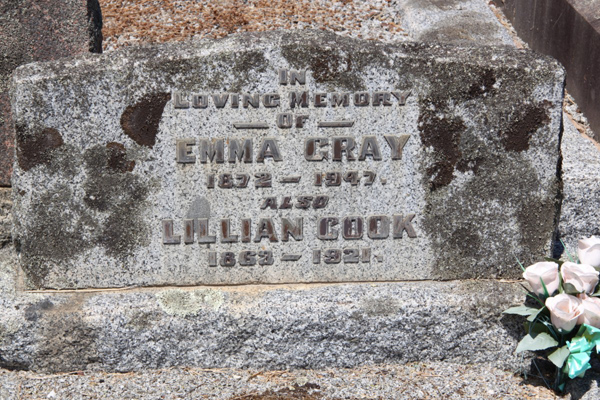 IN
LOVING MEMORY
— OF —
EMMA GRAY
1872 – 1947.
ALSO
LILLIAN COOK
1863 – 1921.